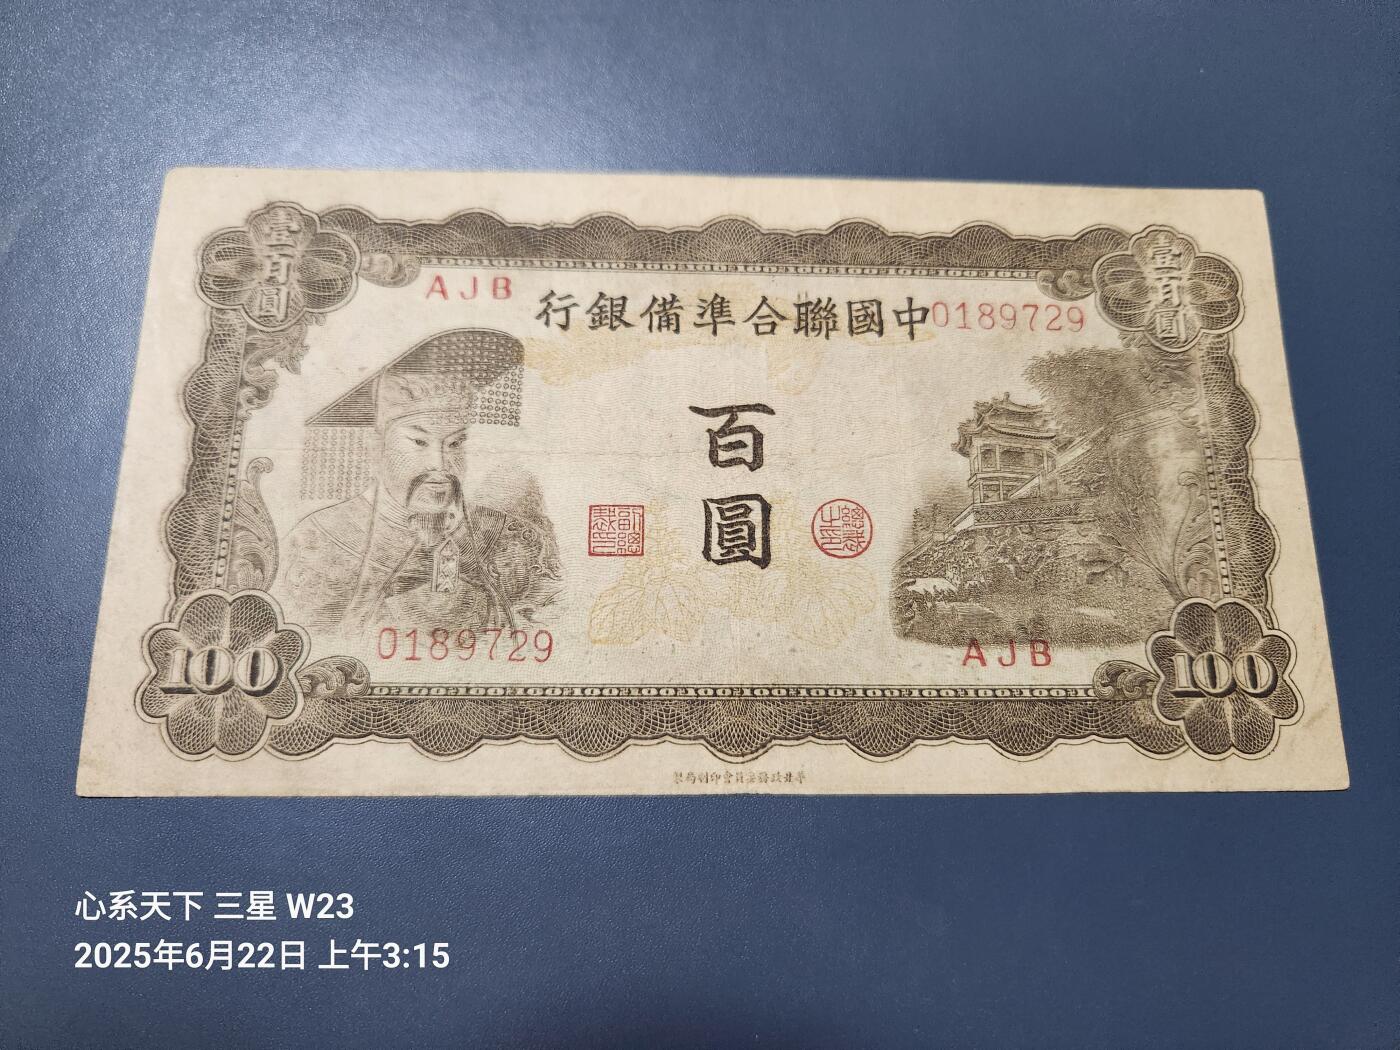 壹百圓
壹百圓
AJB
行銀備準合聯國中
0189729
百
圓
0189729
AJB
100
100
心系天下 三星 W23
2025年6月22日 上午3:15